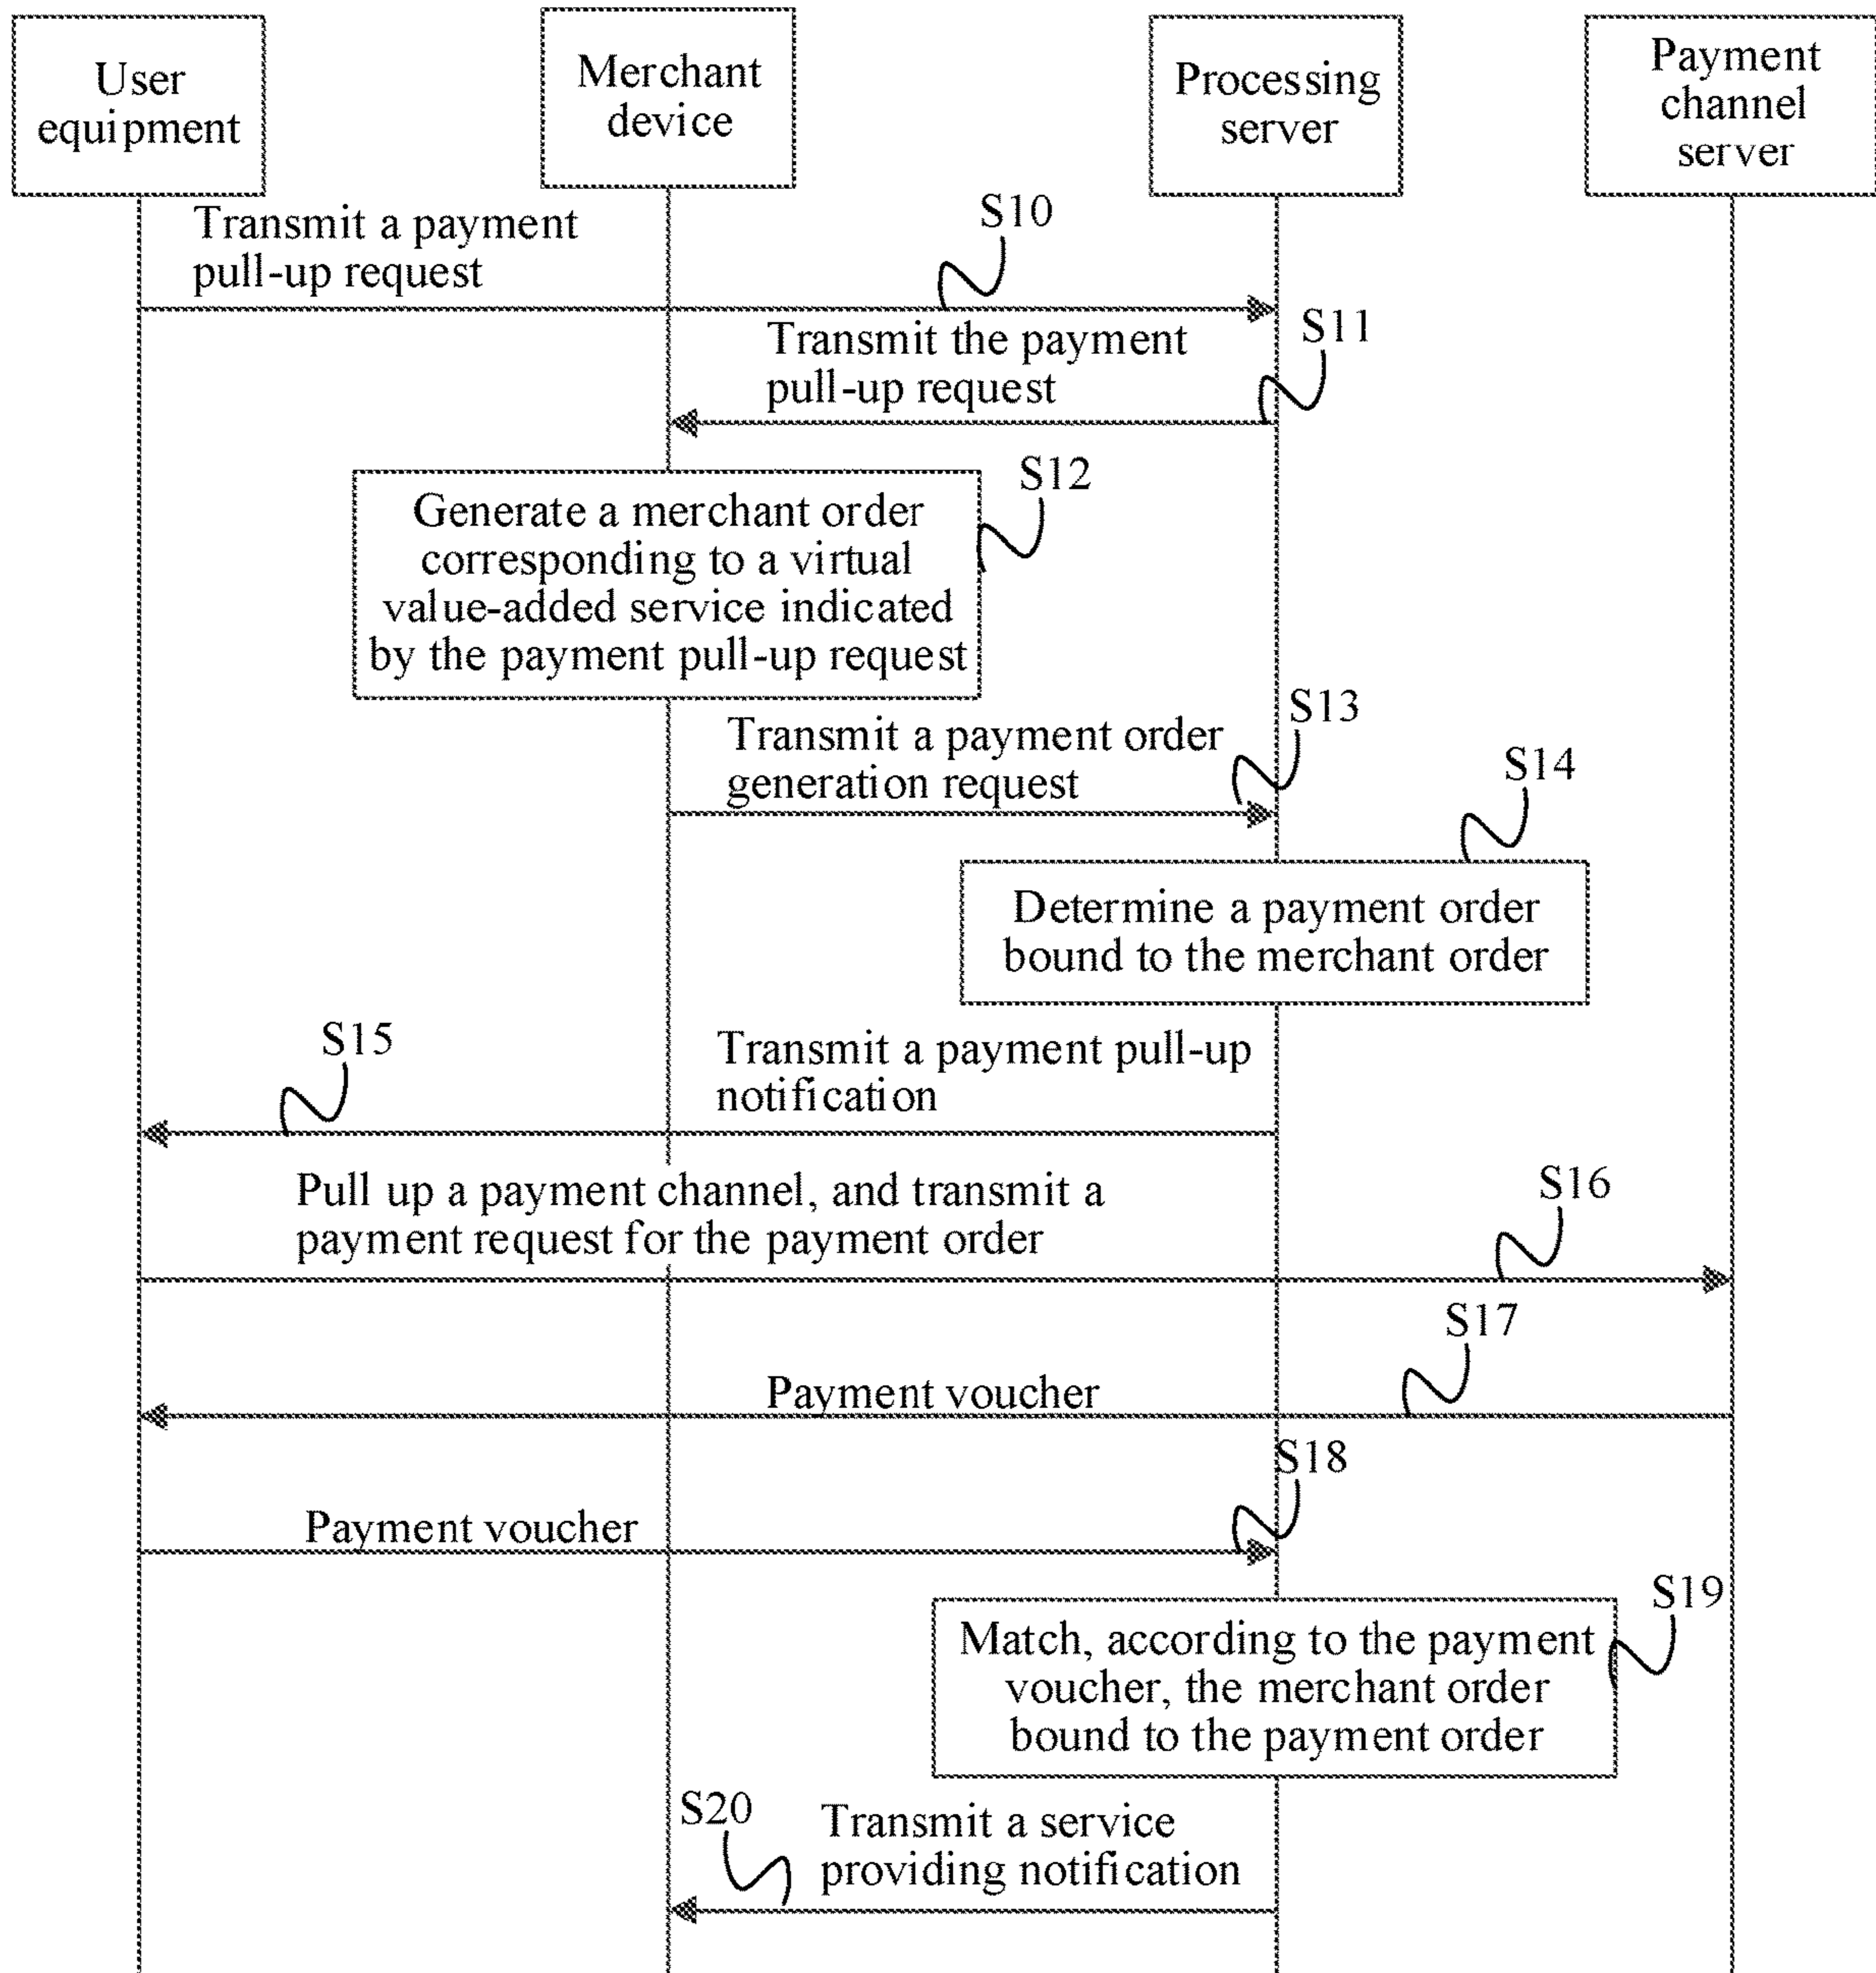 User
equipment
Merchant
device
Processing
server
Payment
channel
server
Transmit a payment
pull-up request
S10
Transmit the payment
pull-up request
S11
Generate a merchant order
corresponding to a virtual
value-added service indicated
by the payment pull-up request
S12
Transmit a payment order
generation request
S13
S14
Determine a payment order
bound to the merchant order
S15
Transmit a payment pull-up
notification
Pull up a payment channel, and transmit a
payment request for the payment order
S16
S17
Payment voucher
S18
Payment voucher
S19
Match, according to the payment
voucher, the merchant order
bound to the payment order
S20
Transmit a service
providing notification